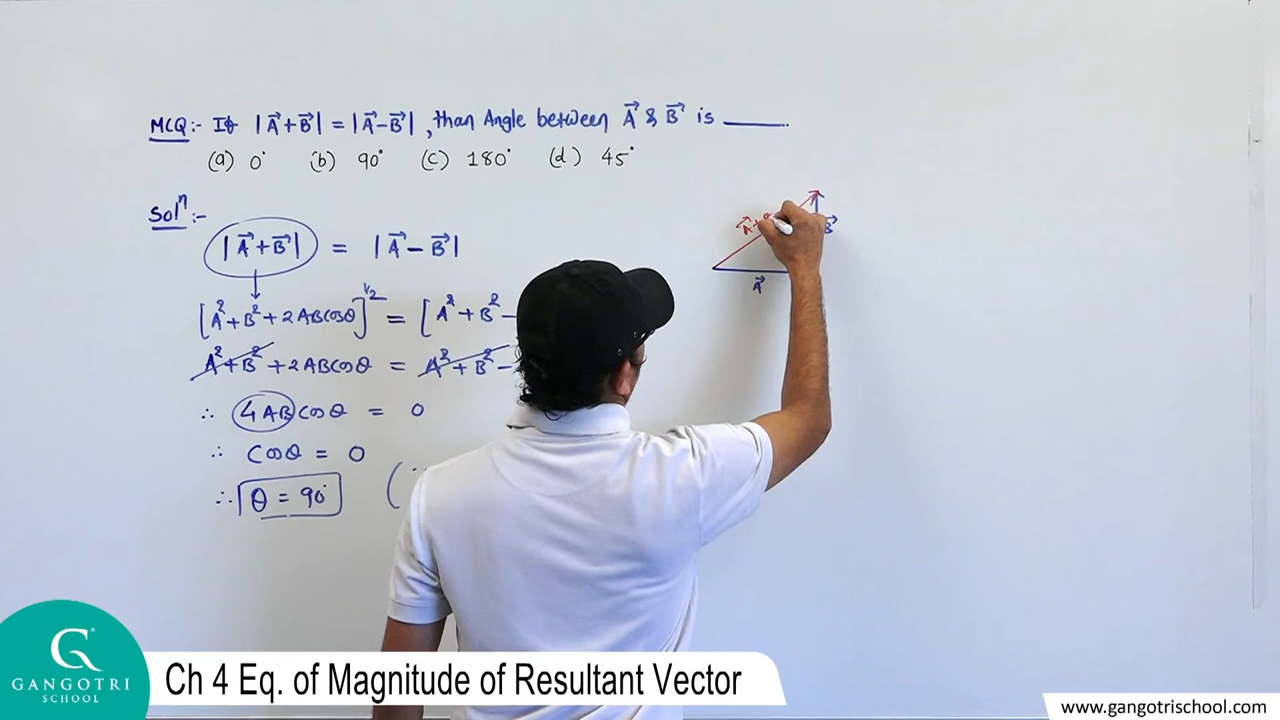 MCQ:- If |A⃗+B⃗| = |A⃗-B⃗|, than Angle between A⃗ & B⃗ is ______
(a) 0° (b) 90° (c) 180° (d) 45°
Solⁿ:-
|A⃗+B⃗| = |A⃗-B⃗|
[A²+B²+2ABcosθ]^1/2 = [A²+B²-
A²+B²+2ABcosθ = A²+B²-
∴ 4ABcosθ = 0
∴ cosθ = 0
∴ θ = 90° (∵
A⃗+
B⃗
A⃗
G
GANGOTRI
SCHOOL
Ch 4 Eq. of Magnitude of Resultant Vector
www.gangotrischool.com